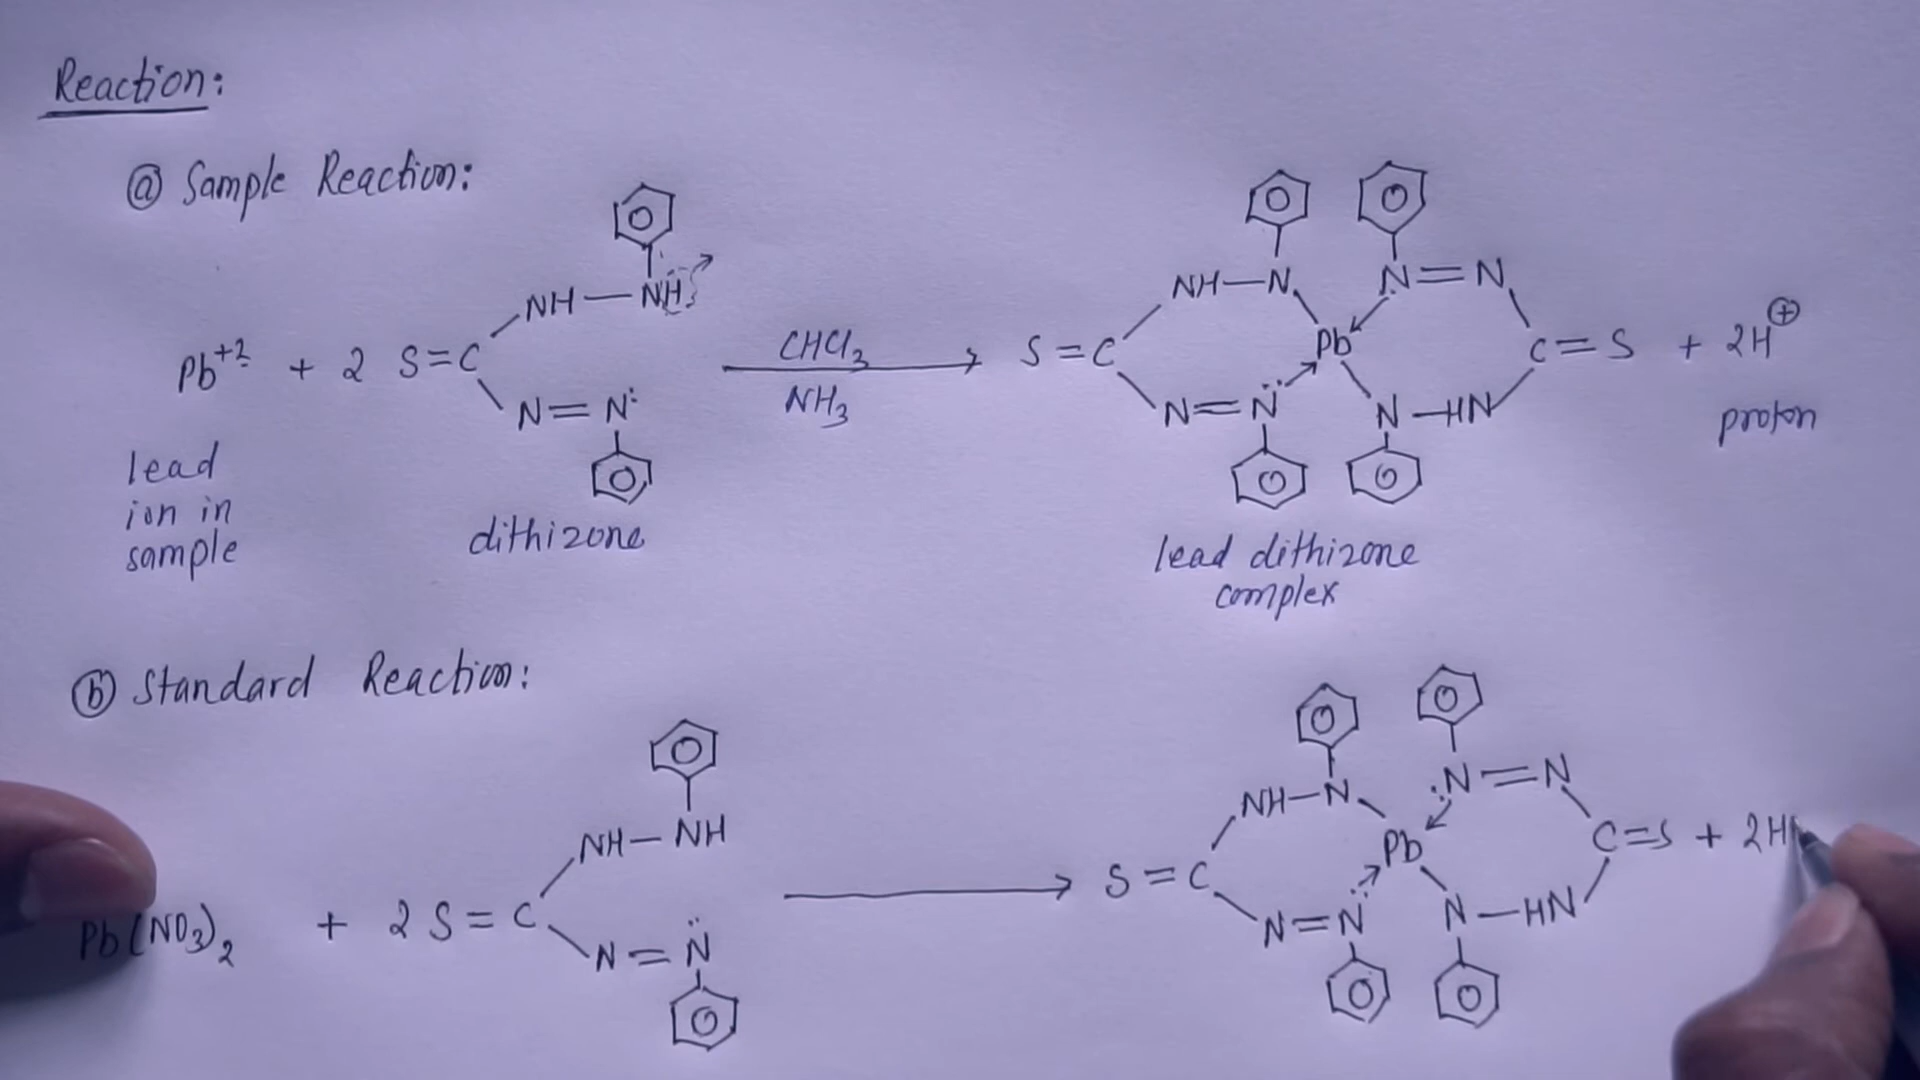 Reaction:
ⓐ Sample Reaction:
NH — NH
Pb+2 + 2 S=C
N=N:
CHCl3
NH3
NH—N N=N
S=C Pb C=S + 2H⊕
N=N N—HN
proton
lead
ion in
sample
dithizone
lead dithizone
complex
ⓑ Standard Reaction:
NH—NH
Pb(NO3)2 + 2 S=C
N=N
NH—N :N=N
S=C Pb C=S + 2H
N=N N—HN